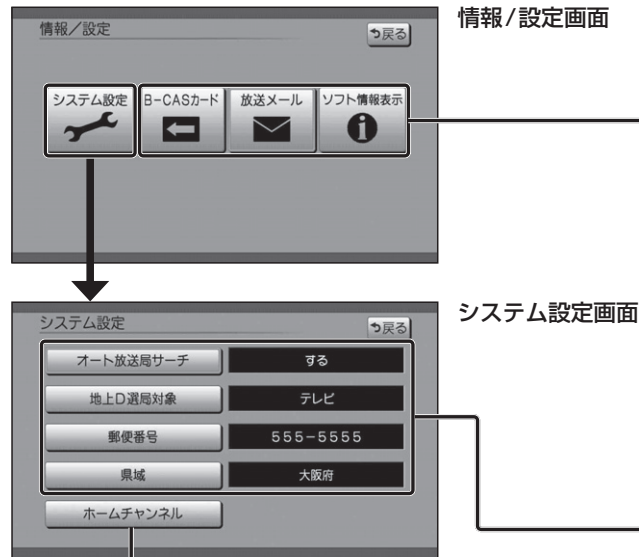 情報/設定画面
情報／設定
戻る
システム設定
B-CASカード
放送メール
ソフト情報表示
システム設定画面
システム設定
戻る
オート放送局サーチ
する
地上D選局対象
テレビ
郵便番号
555-5555
県域
大阪府
ホームチャンネル